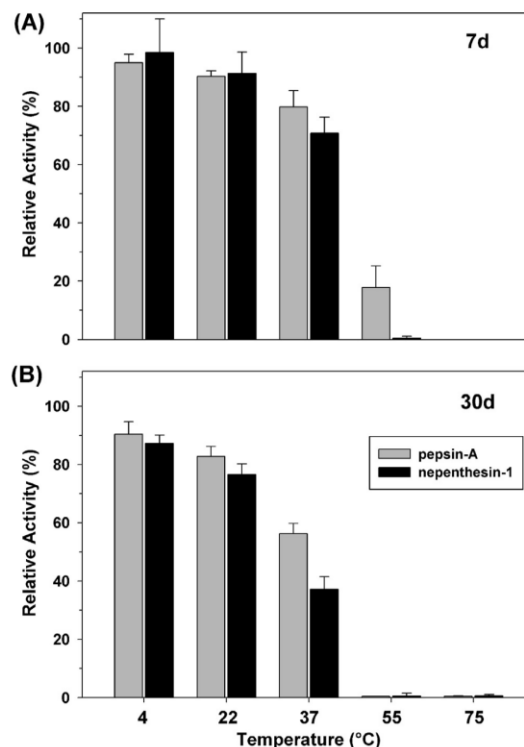 (A)
7d
100
80
60
40
20
0
Relative Activity (%)
(B)
30d
100
80
60
40
20
0
Relative Activity (%)
pepsin-A
nepenthesin-1
4 22 37 55 75
Temperature (°C)